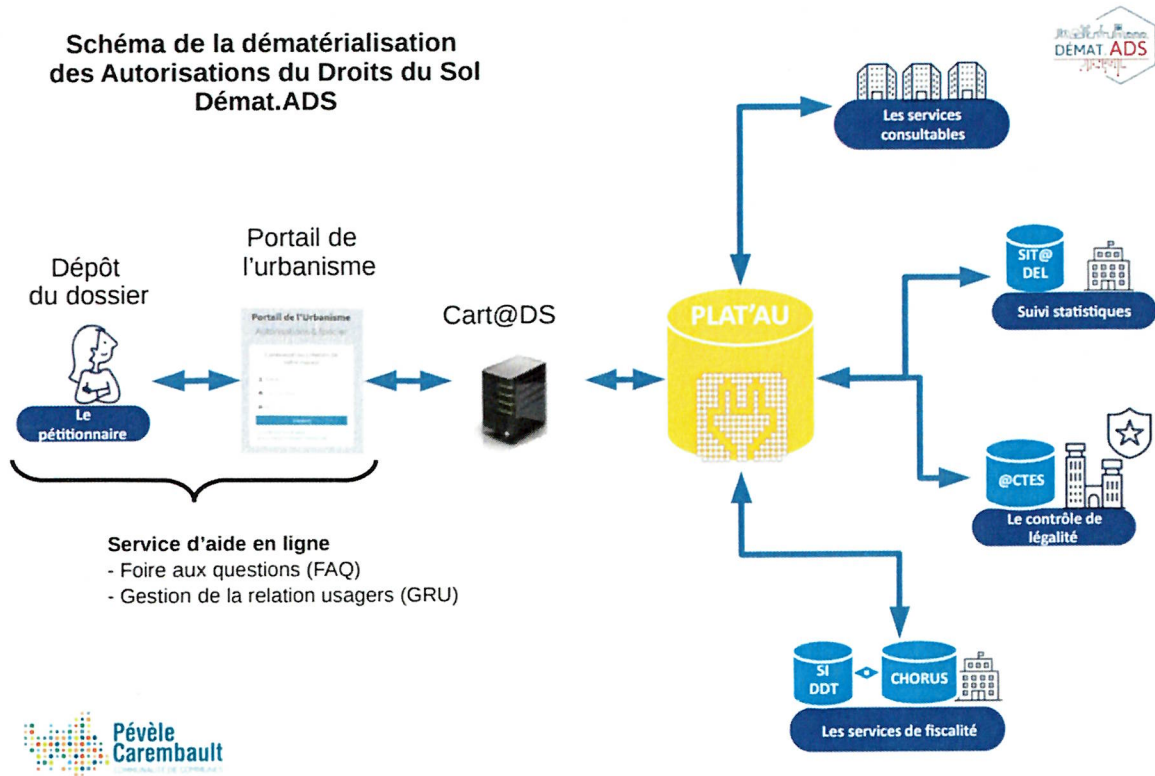 Schéma de la dématérialisation
des Autorisations du Droits du Sol
Démat.ADS
DÉMAT.ADS
Les services
consultables
Portail de
l'urbanisme
Dépôt
du dossier
Portail de l'Urbanisme
Cart@DS
PLAT'AU
SIT@
DEL
Suivi statistiques
Le
pétitionnaire
@CTES
Le contrôle de
légalité
Service d'aide en ligne
- Foire aux questions (FAQ)
- Gestion de la relation usagers (GRU)
SI
DDT
CHORUS
Les services de fiscalité
Pévèle
Carembault
COMMUNAUTÉ DE COMMUNES